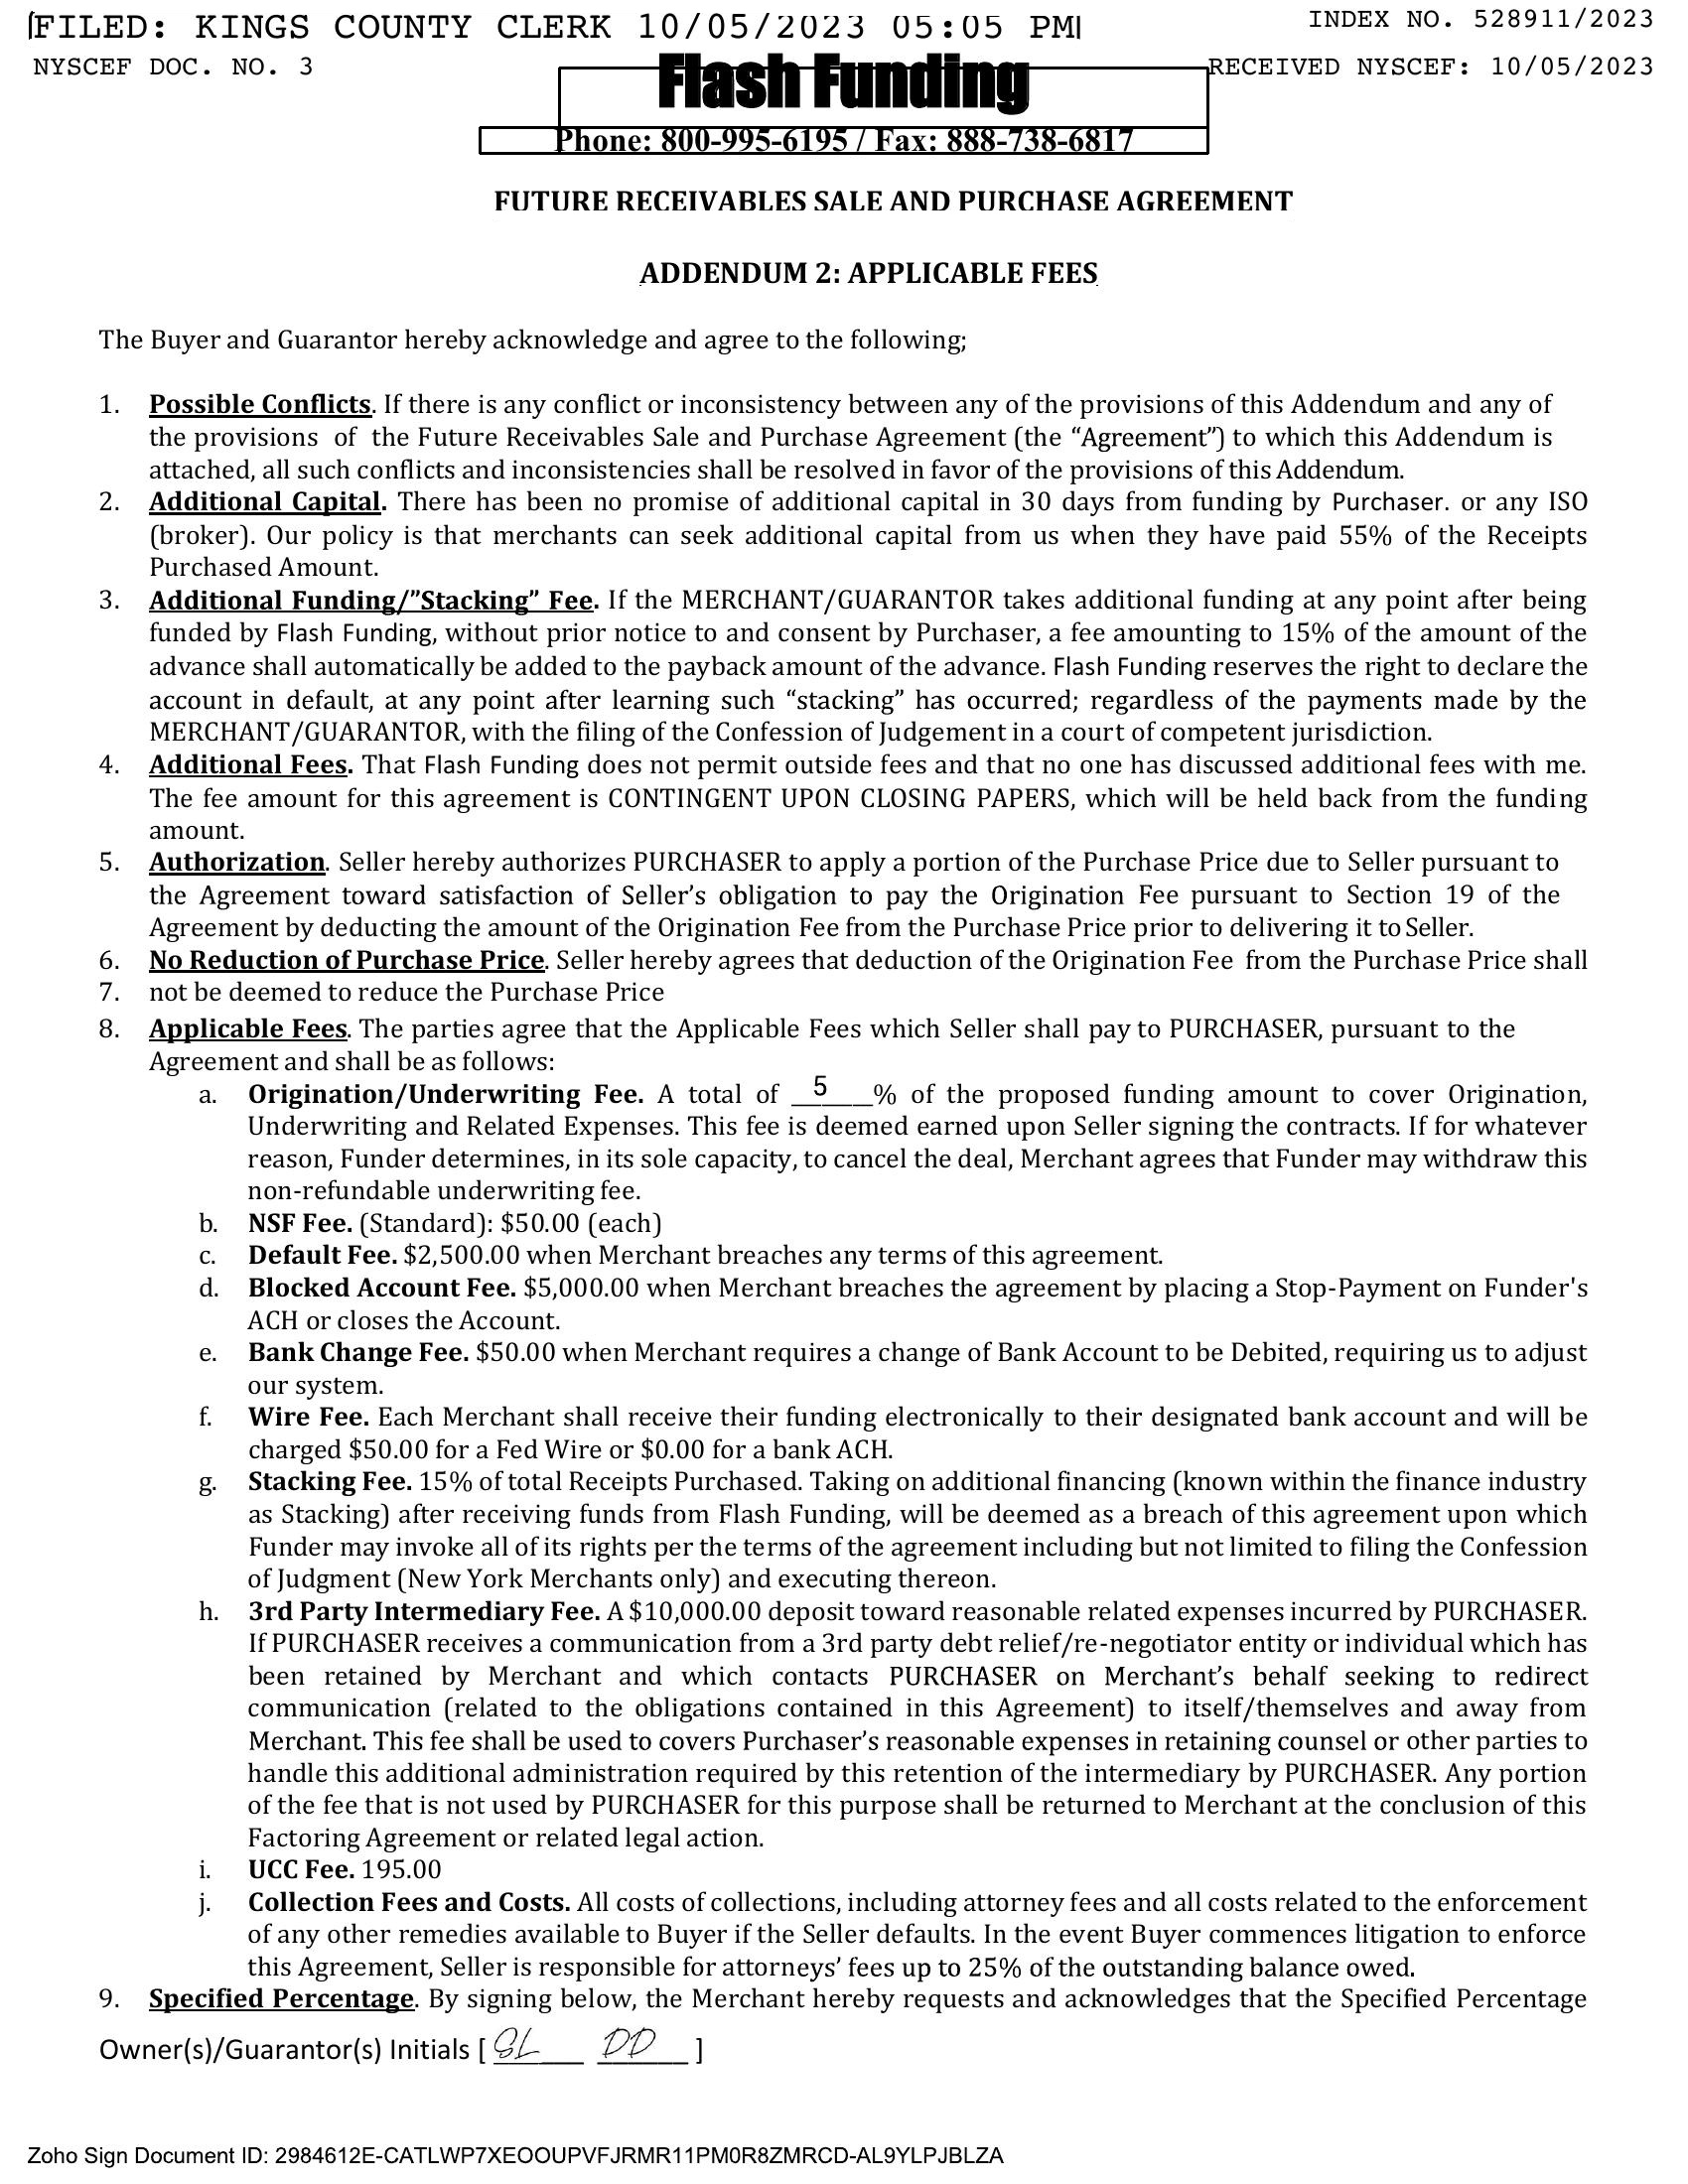 FILED: KINGS COUNTY CLERK 10/05/2023 05:05 PM
INDEX NO. 528911/2023
NYSCEF DOC. NO. 3
RECEIVED NYSCEF: 10/05/2023
Flash Funding
Phone: 800-995-6195 / Fax: 888-738-6817
FUTURE RECEIVABLES SALE AND PURCHASE AGREEMENT
ADDENDUM 2: APPLICABLE FEES
The Buyer and Guarantor hereby acknowledge and agree to the following;
1. Possible Conflicts. If there is any conflict or inconsistency between any of the provisions of this Addendum and any of
the provisions of the Future Receivables Sale and Purchase Agreement (the “Agreement”) to which this Addendum is
attached, all such conflicts and inconsistencies shall be resolved in favor of the provisions of this Addendum.
2. Additional Capital. There has been no promise of additional capital in 30 days from funding by Purchaser. or any ISO
(broker). Our policy is that merchants can seek additional capital from us when they have paid 55% of the Receipts
Purchased Amount.
3. Additional Funding/”Stacking” Fee. If the MERCHANT/GUARANTOR takes additional funding at any point after being
funded by Flash Funding, without prior notice to and consent by Purchaser, a fee amounting to 15% of the amount of the
advance shall automatically be added to the payback amount of the advance. Flash Funding reserves the right to declare the
account in default, at any point after learning such “stacking” has occurred; regardless of the payments made by the
MERCHANT/GUARANTOR, with the filing of the Confession of Judgement in a court of competent jurisdiction.
4. Additional Fees. That Flash Funding does not permit outside fees and that no one has discussed additional fees with me.
The fee amount for this agreement is CONTINGENT UPON CLOSING PAPERS, which will be held back from the funding
amount.
5. Authorization. Seller hereby authorizes PURCHASER to apply a portion of the Purchase Price due to Seller pursuant to
the Agreement toward satisfaction of Seller’s obligation to pay the Origination Fee pursuant to Section 19 of the
Agreement by deducting the amount of the Origination Fee from the Purchase Price prior to delivering it to Seller.
6. No Reduction of Purchase Price. Seller hereby agrees that deduction of the Origination Fee from the Purchase Price shall
7. not be deemed to reduce the Purchase Price
8. Applicable Fees. The parties agree that the Applicable Fees which Seller shall pay to PURCHASER, pursuant to the
Agreement and shall be as follows:
a. Origination/Underwriting Fee. A total of __5___% of the proposed funding amount to cover Origination,
Underwriting and Related Expenses. This fee is deemed earned upon Seller signing the contracts. If for whatever
reason, Funder determines, in its sole capacity, to cancel the deal, Merchant agrees that Funder may withdraw this
non-refundable underwriting fee.
b. NSF Fee. (Standard): $50.00 (each)
c. Default Fee. $2,500.00 when Merchant breaches any terms of this agreement.
d. Blocked Account Fee. $5,000.00 when Merchant breaches the agreement by placing a Stop-Payment on Funder's
ACH or closes the Account.
e. Bank Change Fee. $50.00 when Merchant requires a change of Bank Account to be Debited, requiring us to adjust
our system.
f. Wire Fee. Each Merchant shall receive their funding electronically to their designated bank account and will be
charged $50.00 for a Fed Wire or $0.00 for a bank ACH.
g. Stacking Fee. 15% of total Receipts Purchased. Taking on additional financing (known within the finance industry
as Stacking) after receiving funds from Flash Funding, will be deemed as a breach of this agreement upon which
Funder may invoke all of its rights per the terms of the agreement including but not limited to filing the Confession
of Judgment (New York Merchants only) and executing thereon.
h. 3rd Party Intermediary Fee. A $10,000.00 deposit toward reasonable related expenses incurred by PURCHASER.
If PURCHASER receives a communication from a 3rd party debt relief/re-negotiator entity or individual which has
been retained by Merchant and which contacts PURCHASER on Merchant’s behalf seeking to redirect
communication (related to the obligations contained in this Agreement) to itself/themselves and away from
Merchant. This fee shall be used to covers Purchaser’s reasonable expenses in retaining counsel or other parties to
handle this additional administration required by this retention of the intermediary by PURCHASER. Any portion
of the fee that is not used by PURCHASER for this purpose shall be returned to Merchant at the conclusion of this
Factoring Agreement or related legal action.
i. UCC Fee. 195.00
j. Collection Fees and Costs. All costs of collections, including attorney fees and all costs related to the enforcement
of any other remedies available to Buyer if the Seller defaults. In the event Buyer commences litigation to enforce
this Agreement, Seller is responsible for attorneys’ fees up to 25% of the outstanding balance owed.
9. Specified Percentage. By signing below, the Merchant hereby requests and acknowledges that the Specified Percentage
Owner(s)/Guarantor(s) Initials [ SL DD ]
Zoho Sign Document ID: 2984612E-CATLWP7XEOOUPVFJRMR11PM0R8ZMRCD-AL9YLPJBLZA